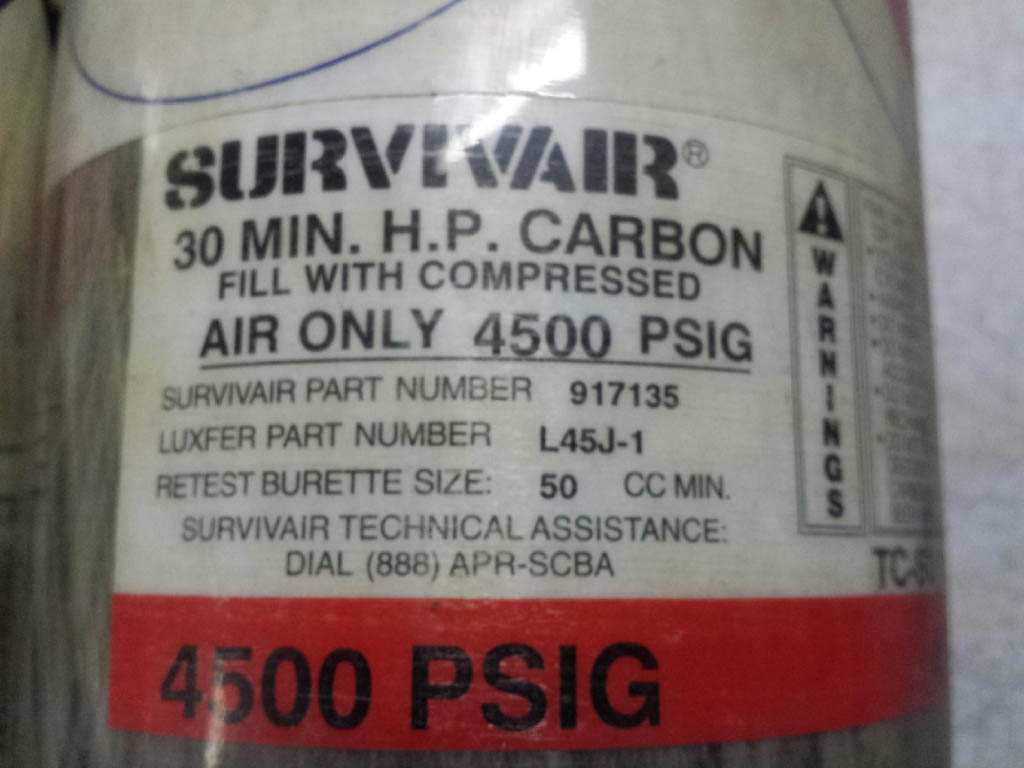 SURVIVAIR®
30 MIN. H.P. CARBON
FILL WITH COMPRESSED
AIR ONLY 4500 PSIG
SURVIVAIR PART NUMBER 917135
LUXFER PART NUMBER L45J-1
RETEST BURETTE SIZE: 50 CC MIN.
SURVIVAIR TECHNICAL ASSISTANCE:
DIAL (888) APR-SCBA
4500 PSIG
WARNINGS